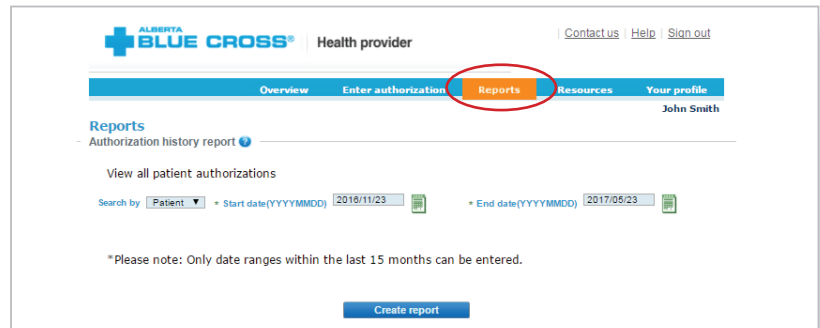 ALBERTA
BLUE CROSS® Health provider
Contact us | Help | Sign out
Overview Enter authorization Reports Resources Your profile
John Smith
Reports
Authorization history report ?
View all patient authorizations
Search by Patient ▼ * Start date(YYYYMMDD) 2016/11/23 * End date(YYYYMMDD) 2017/05/23
*Please note: Only date ranges within the last 15 months can be entered.
Create report